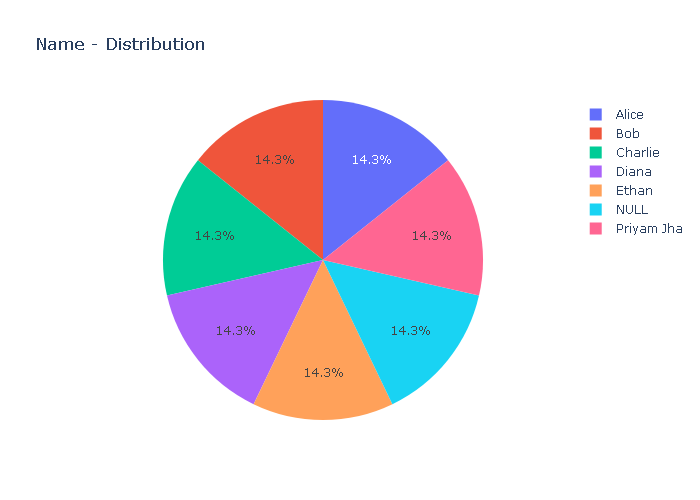 Name - Distribution
14.3%
14.3%
14.3%
14.3%
14.3%
14.3%
14.3%
Alice
Bob
Charlie
Diana
Ethan
NULL
Priyam Jha